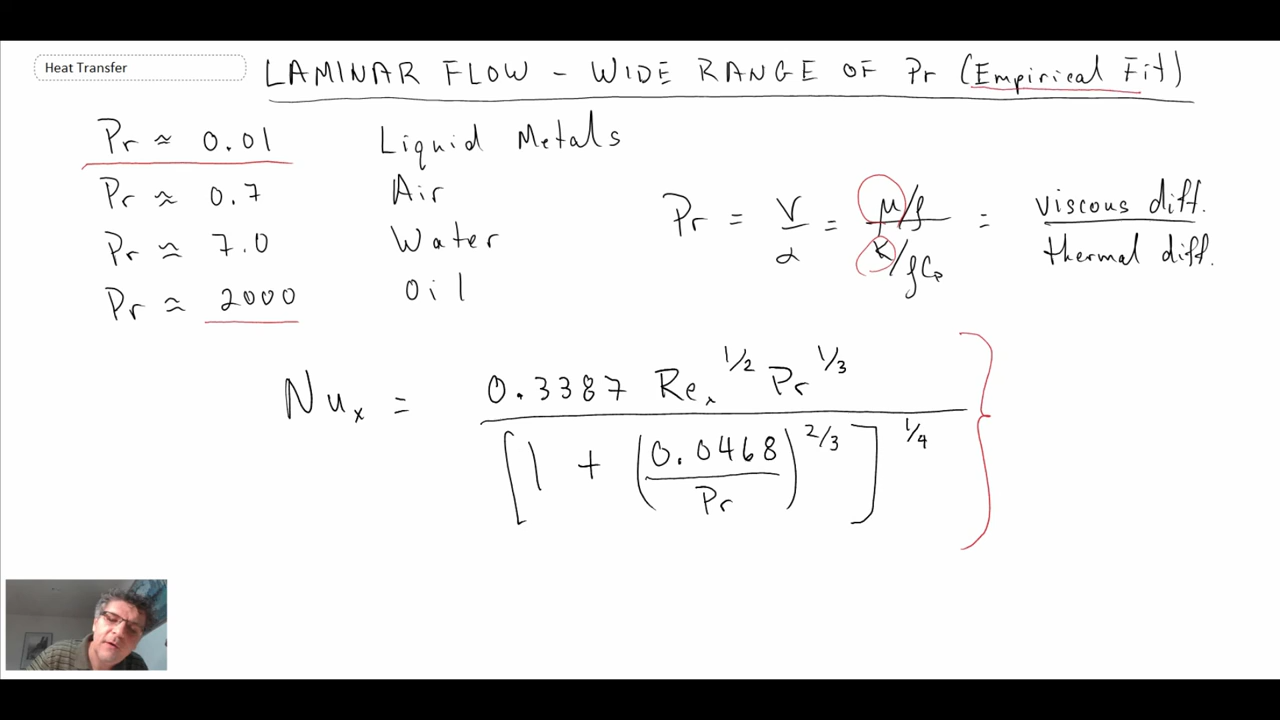 Heat Transfer
LAMINAR FLOW - WIDE RANGE OF Pr (Empirical Fit)
Pr ≈ 0.01 Liquid Metals
Pr ≈ 0.7 Air
Pr ≈ 7.0 Water
Pr ≈ 2000 Oil
Pr = ν/α = (μ/ρ)/(k/ρCp) = viscous diff. / thermal diff.
Nu_x = 0.3387 Re_x^1/2 Pr^1/3 / [1 + (0.0468/Pr)^2/3]^1/4